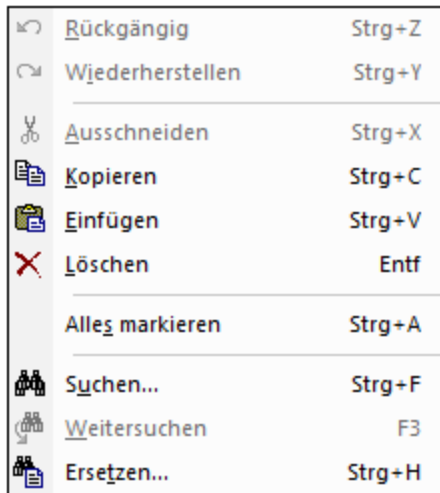 Rückgängig Strg+Z
Wiederherstellen Strg+Y
Ausschneiden Strg+X
Kopieren Strg+C
Einfügen Strg+V
Löschen Entf
Alles markieren Strg+A
Suchen... Strg+F
Weitersuchen F3
Ersetzen... Strg+H